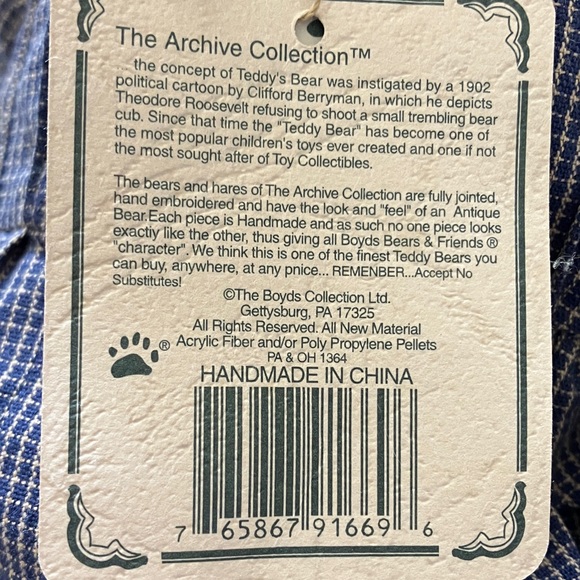 The Archive Collection™
...the concept of Teddy's Bear was instigated by a 1902
political cartoon by Clifford Berryman, in which he depicts
Theodore Roosevelt refusing to shoot a small trembling bear
cub. Since that time the "Teddy Bear" has become one of
the most popular children's toys ever created and one if not
the most sought after of Toy Collectibles.
The bears and hares of The Archive Collection are fully jointed,
hand embroidered and have the look and "feel" of an Antique
Bear.Each piece is Handmade and as such no one piece looks
exactly like the other, thus giving all Boyds Bears & Friends ®
"character". We think this is one of the finest Teddy Bears you
can buy, anywhere, at any price... REMEMBER...Accept No
Substitutes!
©The Boyds Collection Ltd.
Gettysburg, PA 17325
All Rights Reserved. All New Material
® Acrylic Fiber and/or Poly Propylene Pellets
PA & OH 1364
HANDMADE IN CHINA
7 65867 91669 6